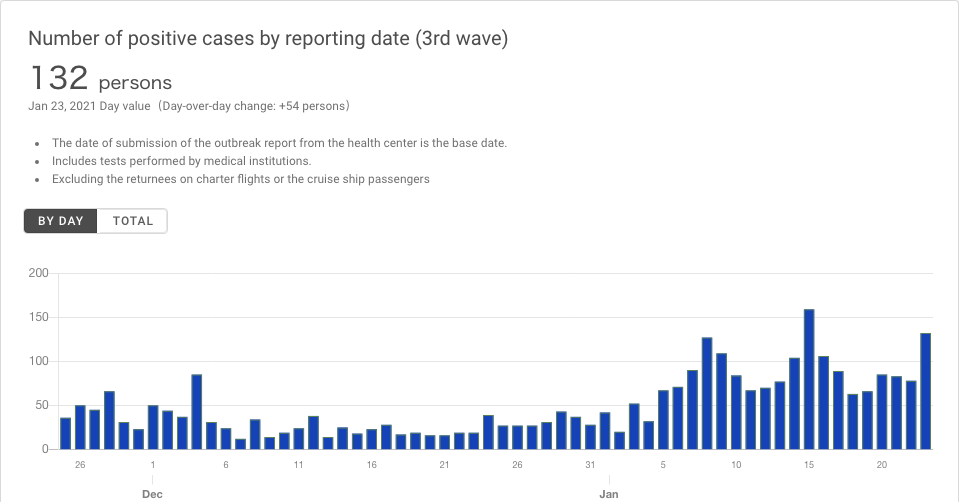 Number of positive cases by reporting date (3rd wave)
132 persons
Jan 23, 2021 Day value（Day-over-day change: +54 persons）
• The date of submission of the outbreak report from the health center is the base date.
• Includes tests performed by medical institutions.
• Excluding the returnees on charter flights or the cruise ship passengers
BY DAY TOTAL
200
150
100
50
0
26 1 6 11 16 21 26 31 5 10 15 20
Dec Jan